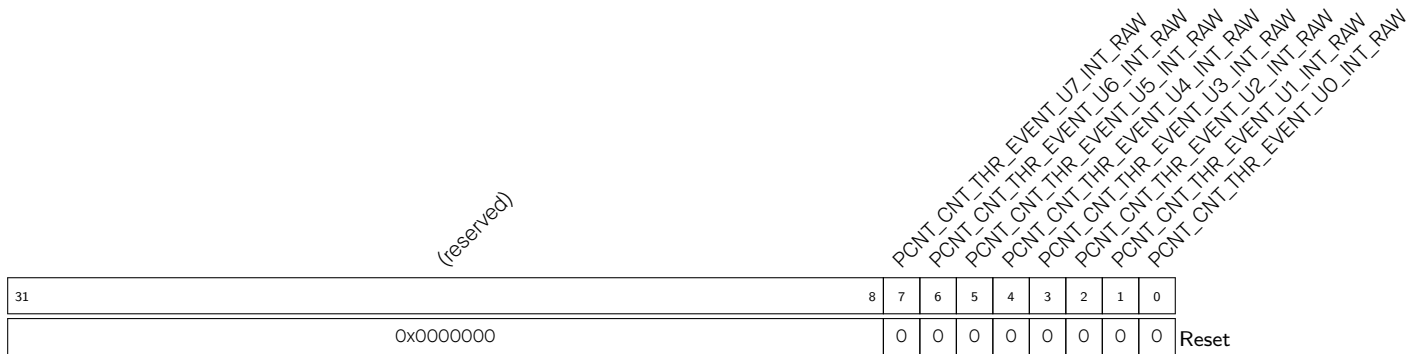 (reserved)
PCNT_CNT_THR_EVENT_U7_INT_RAW
PCNT_CNT_THR_EVENT_U6_INT_RAW
PCNT_CNT_THR_EVENT_U5_INT_RAW
PCNT_CNT_THR_EVENT_U4_INT_RAW
PCNT_CNT_THR_EVENT_U3_INT_RAW
PCNT_CNT_THR_EVENT_U2_INT_RAW
PCNT_CNT_THR_EVENT_U1_INT_RAW
PCNT_CNT_THR_EVENT_U0_INT_RAW
31 8 7 6 5 4 3 2 1 0
0x0000000 0 0 0 0 0 0 0 0 Reset